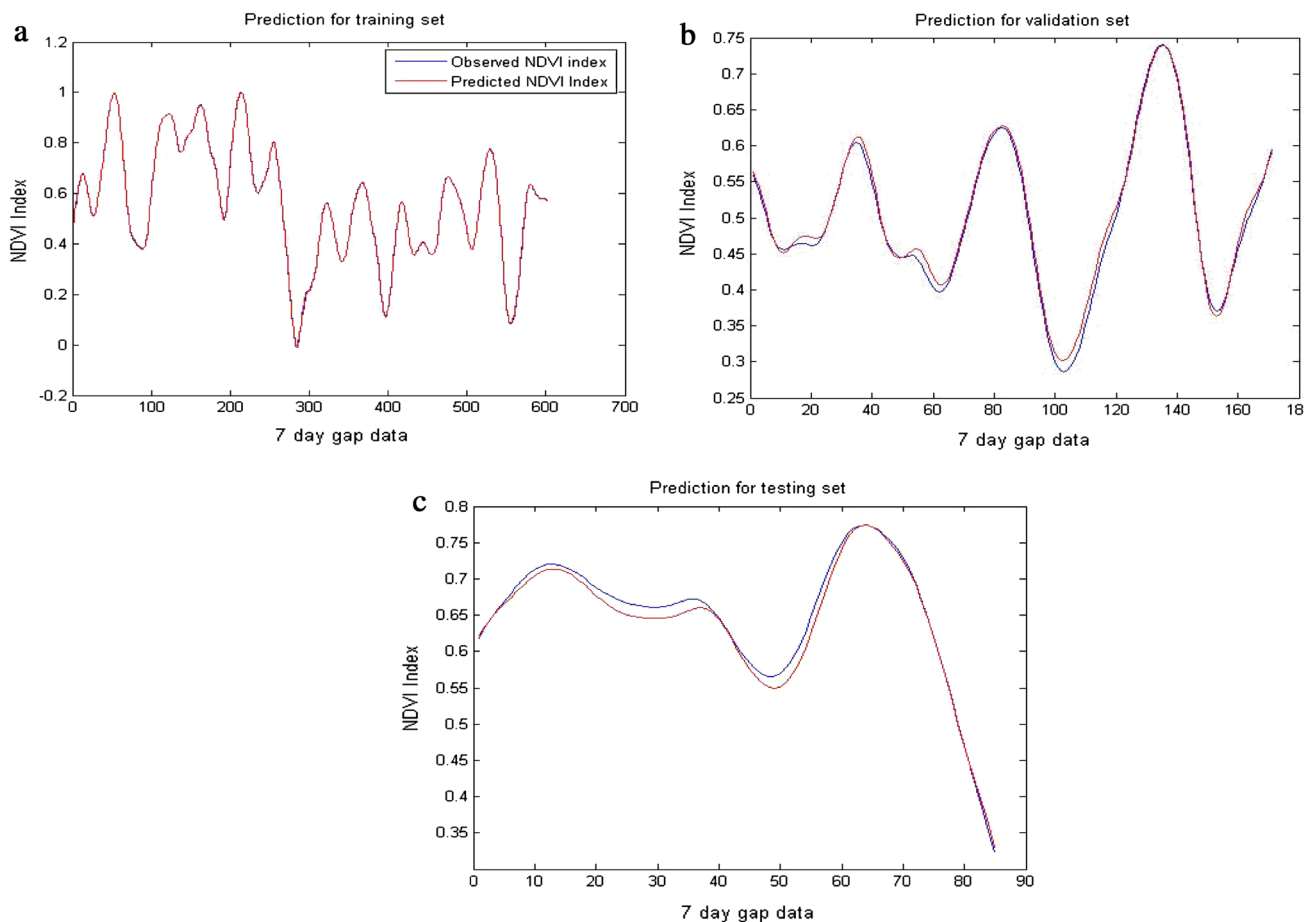 a
Prediction for training set
1.2
1
0.8
0.6
0.4
0.2
0
-0.2
NDVI Index
Observed NDVI index
Predicted NDVI Index
0 100 200 300 400 500 600 700
7 day gap data
b
Prediction for validation set
0.75
0.7
0.65
0.6
0.55
0.5
0.45
0.4
0.35
0.3
0.25
NDVI Index
0 20 40 60 80 100 120 140 160 18
7 day gap data
c
Prediction for testing set
0.8
0.75
0.7
0.65
0.6
0.55
0.5
0.45
0.4
0.35
NDVI Index
0 10 20 30 40 50 60 70 80 90
7 day gap data